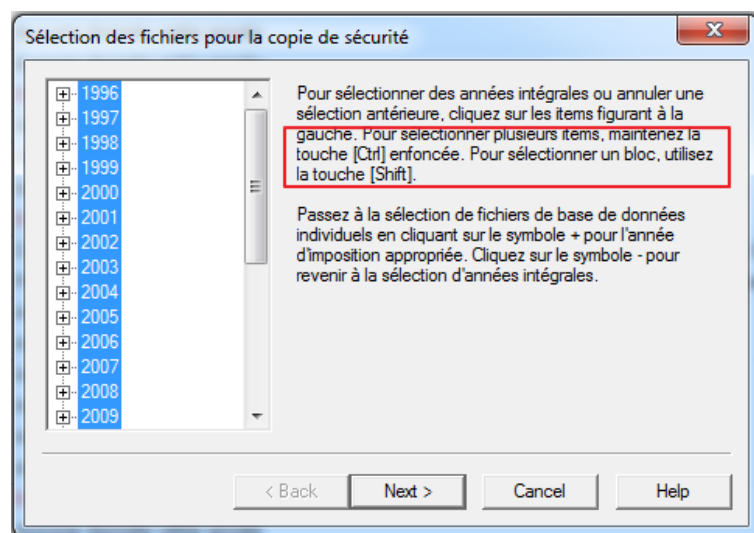 Sélection des fichiers pour la copie de sécurité
1996
1997
1998
1999
2000
2001
2002
2003
2004
2005
2006
2007
2008
2009
Pour sélectionner des années intégrales ou annuler une
sélection antérieure, cliquez sur les items figurant à la
gauche. Pour sélectionner plusieurs items, maintenez la
touche [Ctrl] enfoncée. Pour sélectionner un bloc, utilisez
la touche [Shift].
Passez à la sélection de fichiers de base de données
individuels en cliquant sur le symbole + pour l'année
d'imposition appropriée. Cliquez sur le symbole - pour
revenir à la sélection d'années intégrales.
< Back
Next >
Cancel
Help